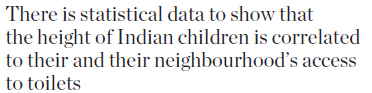 There is statistical data to show that
the height of Indian children is correlated
to their and their neighbourhood's access
to toilets